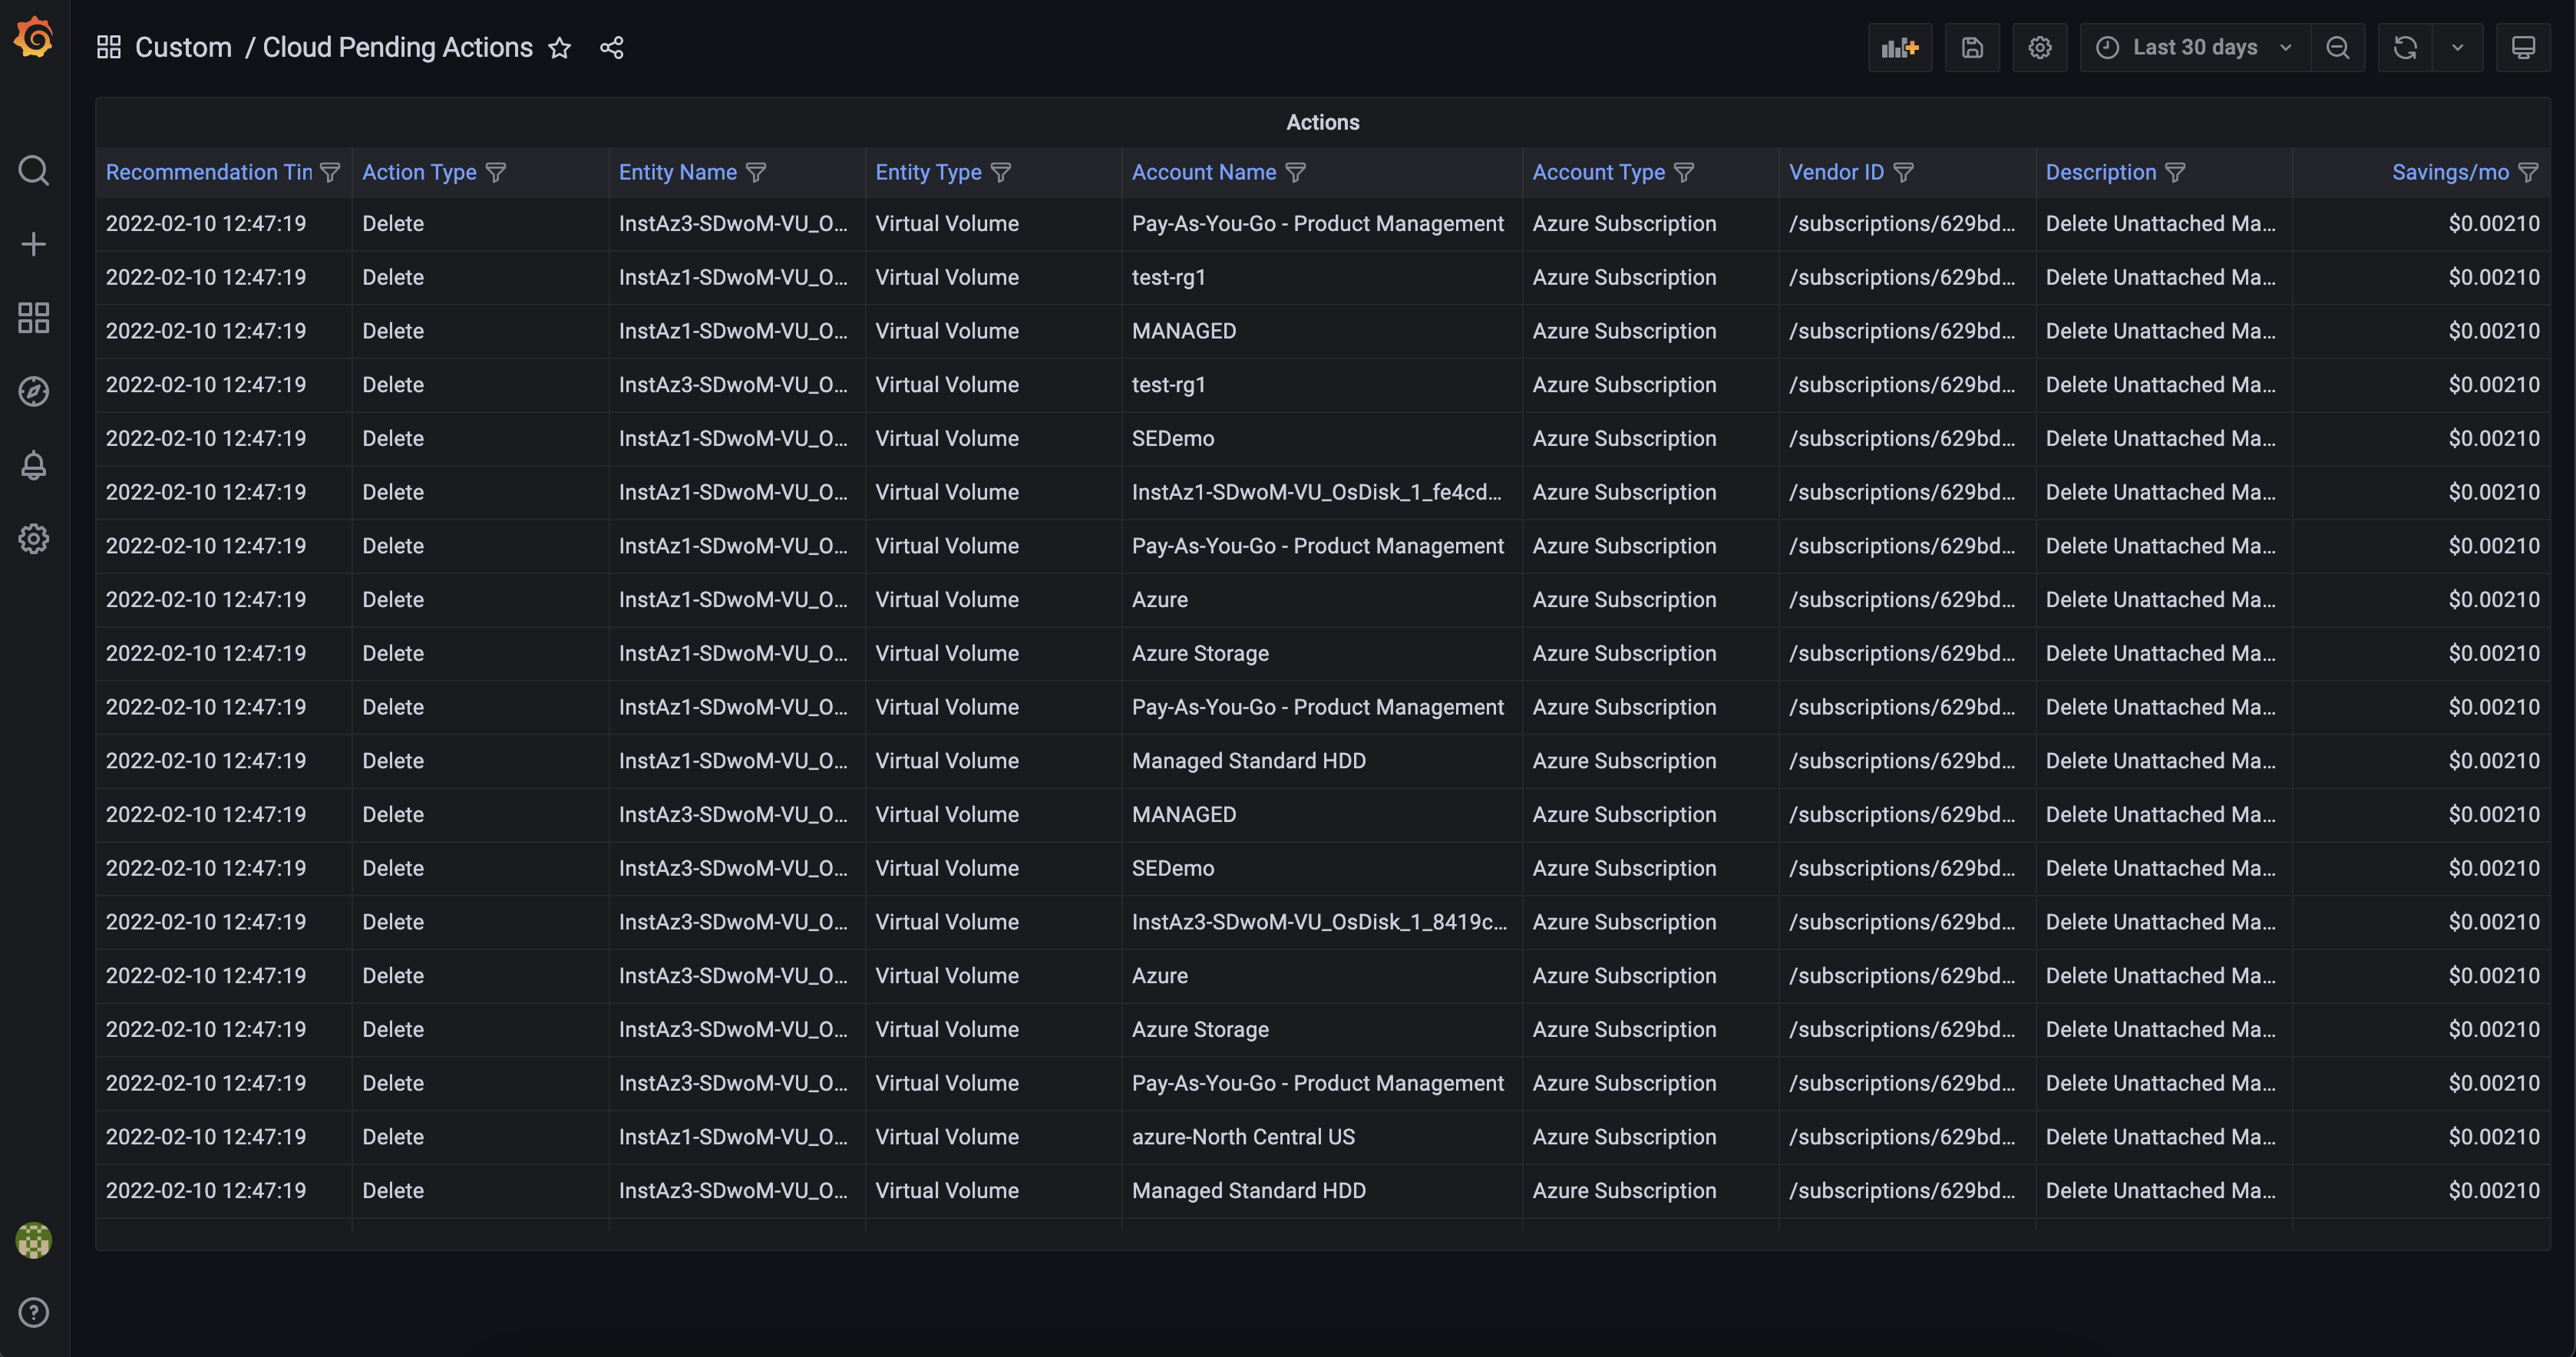 Custom / Cloud Pending Actions
Last 30 days
Actions
Recommendation Tin Action Type Entity Name Entity Type Account Name Account Type Vendor ID Description Savings/mo
2022-02-10 12:47:19 Delete InstAz3-SDwoM-VU_O... Virtual Volume Pay-As-You-Go - Product Management Azure Subscription /subscriptions/629bd... Delete Unattached Ma... $0.00210
2022-02-10 12:47:19 Delete InstAz1-SDwoM-VU_O... Virtual Volume test-rg1 Azure Subscription /subscriptions/629bd... Delete Unattached Ma... $0.00210
2022-02-10 12:47:19 Delete InstAz1-SDwoM-VU_O... Virtual Volume MANAGED Azure Subscription /subscriptions/629bd... Delete Unattached Ma... $0.00210
2022-02-10 12:47:19 Delete InstAz3-SDwoM-VU_O... Virtual Volume test-rg1 Azure Subscription /subscriptions/629bd... Delete Unattached Ma... $0.00210
2022-02-10 12:47:19 Delete InstAz1-SDwoM-VU_O... Virtual Volume SEDemo Azure Subscription /subscriptions/629bd... Delete Unattached Ma... $0.00210
2022-02-10 12:47:19 Delete InstAz1-SDwoM-VU_O... Virtual Volume InstAz1-SDwoM-VU_OsDisk_1_fe4cd... Azure Subscription /subscriptions/629bd... Delete Unattached Ma... $0.00210
2022-02-10 12:47:19 Delete InstAz1-SDwoM-VU_O... Virtual Volume Pay-As-You-Go - Product Management Azure Subscription /subscriptions/629bd... Delete Unattached Ma... $0.00210
2022-02-10 12:47:19 Delete InstAz1-SDwoM-VU_O... Virtual Volume Azure Azure Subscription /subscriptions/629bd... Delete Unattached Ma... $0.00210
2022-02-10 12:47:19 Delete InstAz1-SDwoM-VU_O... Virtual Volume Azure Storage Azure Subscription /subscriptions/629bd... Delete Unattached Ma... $0.00210
2022-02-10 12:47:19 Delete InstAz1-SDwoM-VU_O... Virtual Volume Pay-As-You-Go - Product Management Azure Subscription /subscriptions/629bd... Delete Unattached Ma... $0.00210
2022-02-10 12:47:19 Delete InstAz1-SDwoM-VU_O... Virtual Volume Managed Standard HDD Azure Subscription /subscriptions/629bd... Delete Unattached Ma... $0.00210
2022-02-10 12:47:19 Delete InstAz3-SDwoM-VU_O... Virtual Volume MANAGED Azure Subscription /subscriptions/629bd... Delete Unattached Ma... $0.00210
2022-02-10 12:47:19 Delete InstAz3-SDwoM-VU_O... Virtual Volume SEDemo Azure Subscription /subscriptions/629bd... Delete Unattached Ma... $0.00210
2022-02-10 12:47:19 Delete InstAz3-SDwoM-VU_O... Virtual Volume InstAz3-SDwoM-VU_OsDisk_1_8419c... Azure Subscription /subscriptions/629bd... Delete Unattached Ma... $0.00210
2022-02-10 12:47:19 Delete InstAz3-SDwoM-VU_O... Virtual Volume Azure Azure Subscription /subscriptions/629bd... Delete Unattached Ma... $0.00210
2022-02-10 12:47:19 Delete InstAz3-SDwoM-VU_O... Virtual Volume Azure Storage Azure Subscription /subscriptions/629bd... Delete Unattached Ma... $0.00210
2022-02-10 12:47:19 Delete InstAz3-SDwoM-VU_O... Virtual Volume Pay-As-You-Go - Product Management Azure Subscription /subscriptions/629bd... Delete Unattached Ma... $0.00210
2022-02-10 12:47:19 Delete InstAz1-SDwoM-VU_O... Virtual Volume azure-North Central US Azure Subscription /subscriptions/629bd... Delete Unattached Ma... $0.00210
2022-02-10 12:47:19 Delete InstAz3-SDwoM-VU_O... Virtual Volume Managed Standard HDD Azure Subscription /subscriptions/629bd... Delete Unattached Ma... $0.00210